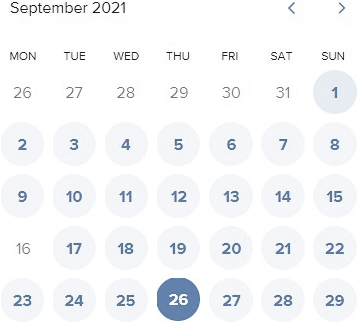 September 2021
MON TUE WED THU FRI SAT SUN
26 27 28 29 30 31 1
2 3 4 5 6 7 8
9 10 11 12 13 14 15
16 17 18 19 20 21 22
23 24 25 26 27 28 29